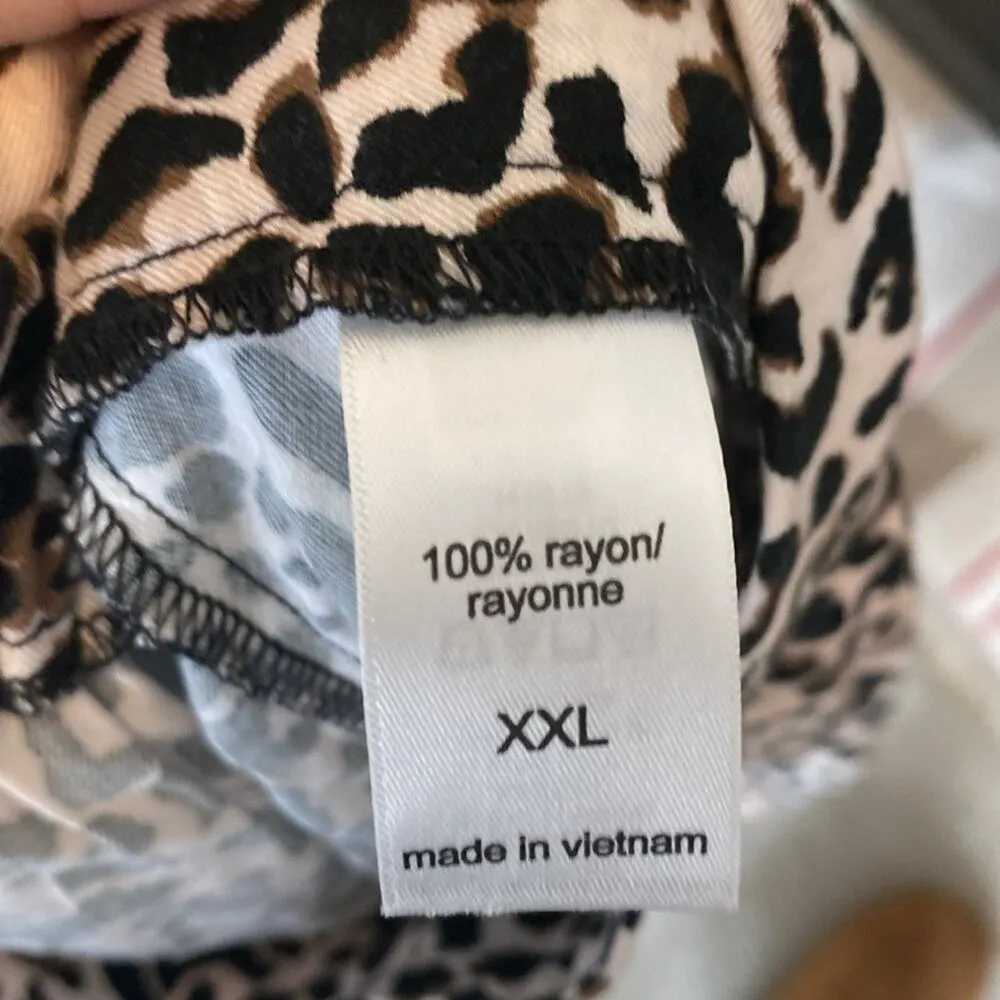 100% rayon/
rayonne
XXL
made in vietnam